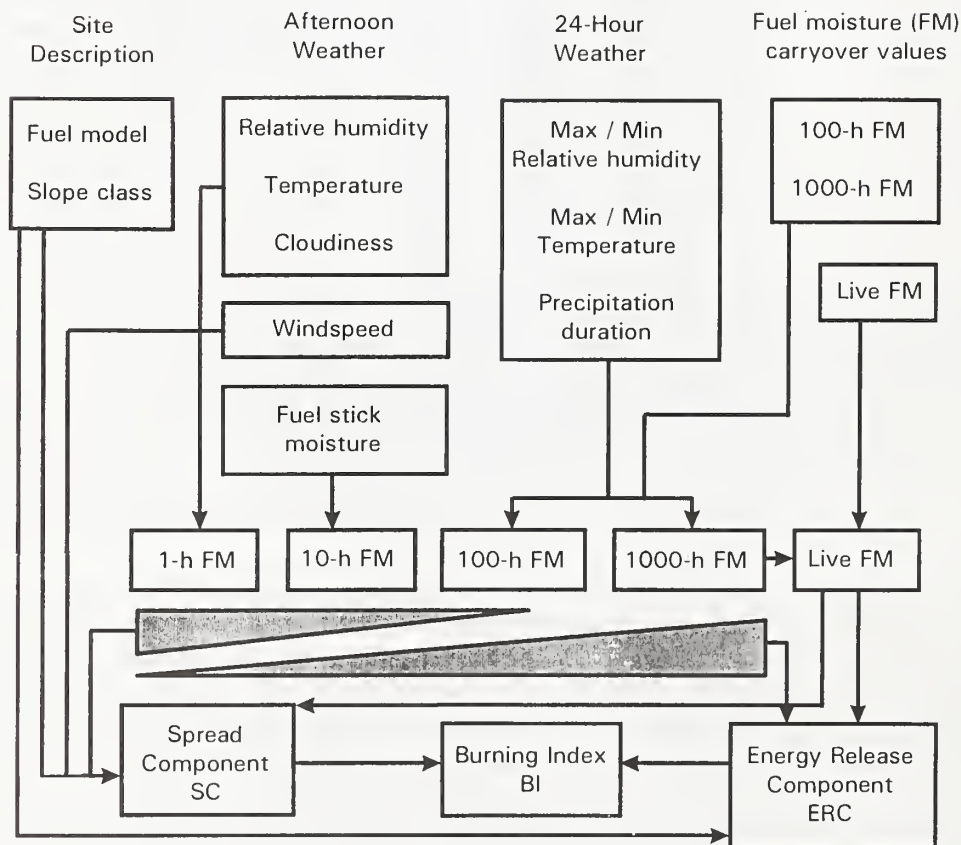 Site
Description
Afternoon
Weather
24-Hour
Weather
Fuel moisture (FM)
carryover values
Fuel model
Slope class
Relative humidity
Temperature
Cloudiness
Max / Min
Relative humidity
Max / Min
Temperature
Precipitation
duration
100-h FM
1000-h FM
Live FM
Windspeed
Fuel stick
moisture
1-h FM
10-h FM
100-h FM
1000-h FM
Live FM
Spread
Component
SC
Burning Index
BI
Energy Release
Component
ERC